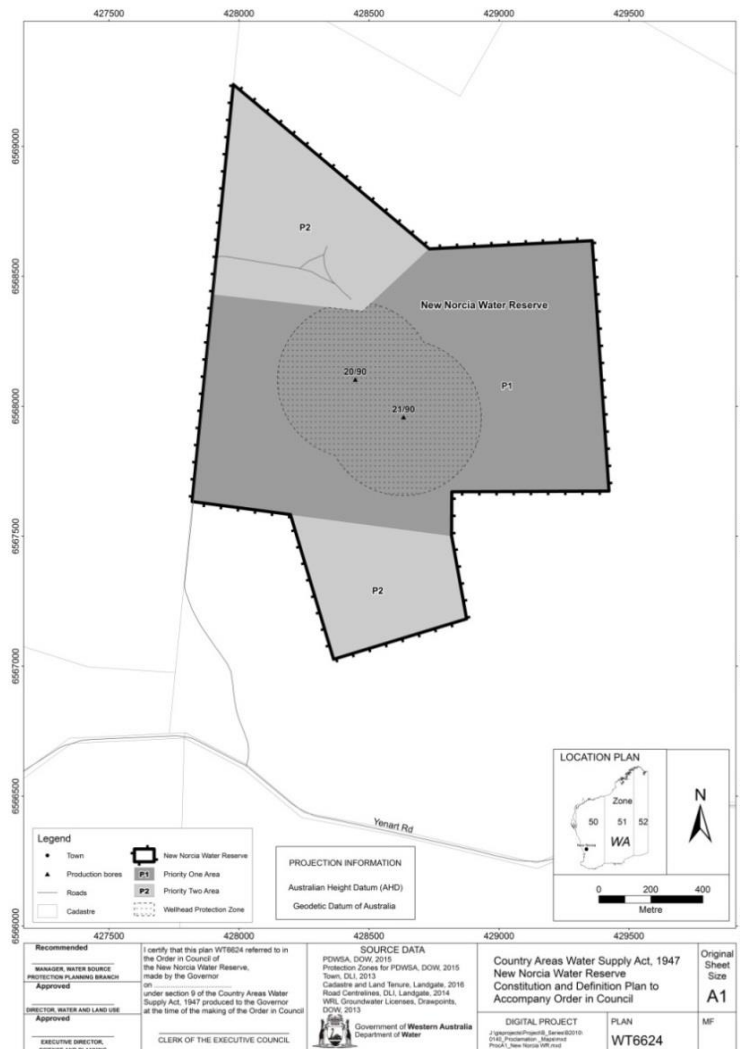 427500 428000 428500 429000 429500
6569000
6568500
6568000
6567500
6567000
6566500
6566000
P2
New Norcia Water Reserve
20/90
P1
21/90
P2
Yenart Rd
LOCATION PLAN
Zone
50 51 52
WA
New Norcia
N
0 200 400
Metre
Legend
Town
Production bores
Roads
Cadastre
New Norcia Water Reserve
P1 Priority One Area
P2 Priority Two Area
Wellhead Protection Zone
PROJECTION INFORMATION
Australian Height Datum (AHD)
Geodetic Datum of Australia
427500 428000 428500 429000 429500
Recommended
MANAGER, WATER SOURCE
PROTECTION PLANNING BRANCH
Approved
DIRECTOR, WATER AND LAND USE
Approved
EXECUTIVE DIRECTOR,
I certify that this plan WT6624 referred to in
the Order in Council of
the New Norcia Water Reserve,
made by the Governor
on
under section 9 of the Country Areas Water
Supply Act, 1947 produced to the Governor
at the time of the making of the Order in Council
CLERK OF THE EXECUTIVE COUNCIL
SOURCE DATA
PDWSA, DOW, 2015
Protection Zones for PDWSA, DOW, 2015
Town, DLI, 2013
Cadastre and Land Tenure, Landgate, 2016
Road Centrelines, DLI, Landgate, 2014
WRL Groundwater Licenses, Drawpoints,
DOW, 2013
Government of Western Australia
Department of Water
Country Areas Water Supply Act, 1947
New Norcia Water Reserve
Constitution and Definition Plan to
Accompany Order in Council
DIGITAL PROJECT
PLAN
WT6624
Original
Sheet
Size
A1
MF